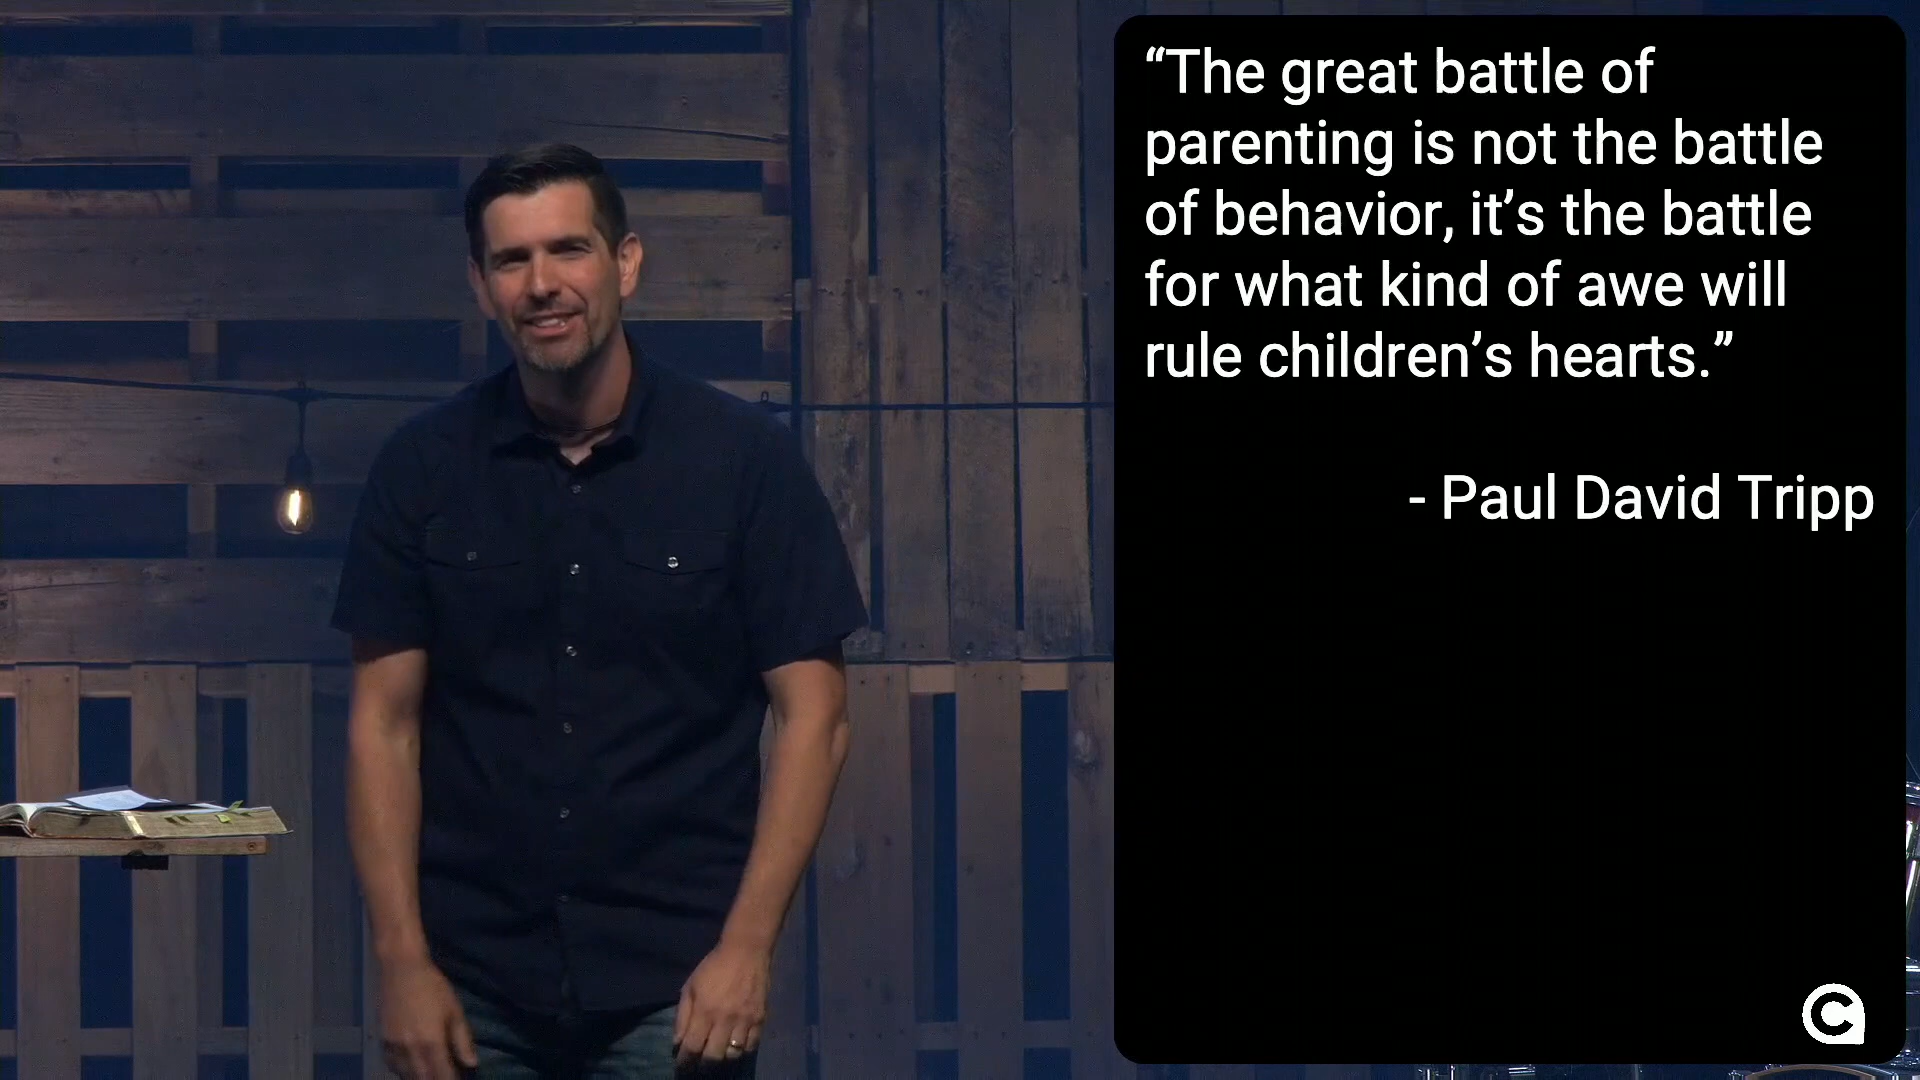 “The great battle of
parenting is not the battle
of behavior, it’s the battle
for what kind of awe will
rule children’s hearts.”
- Paul David Tripp